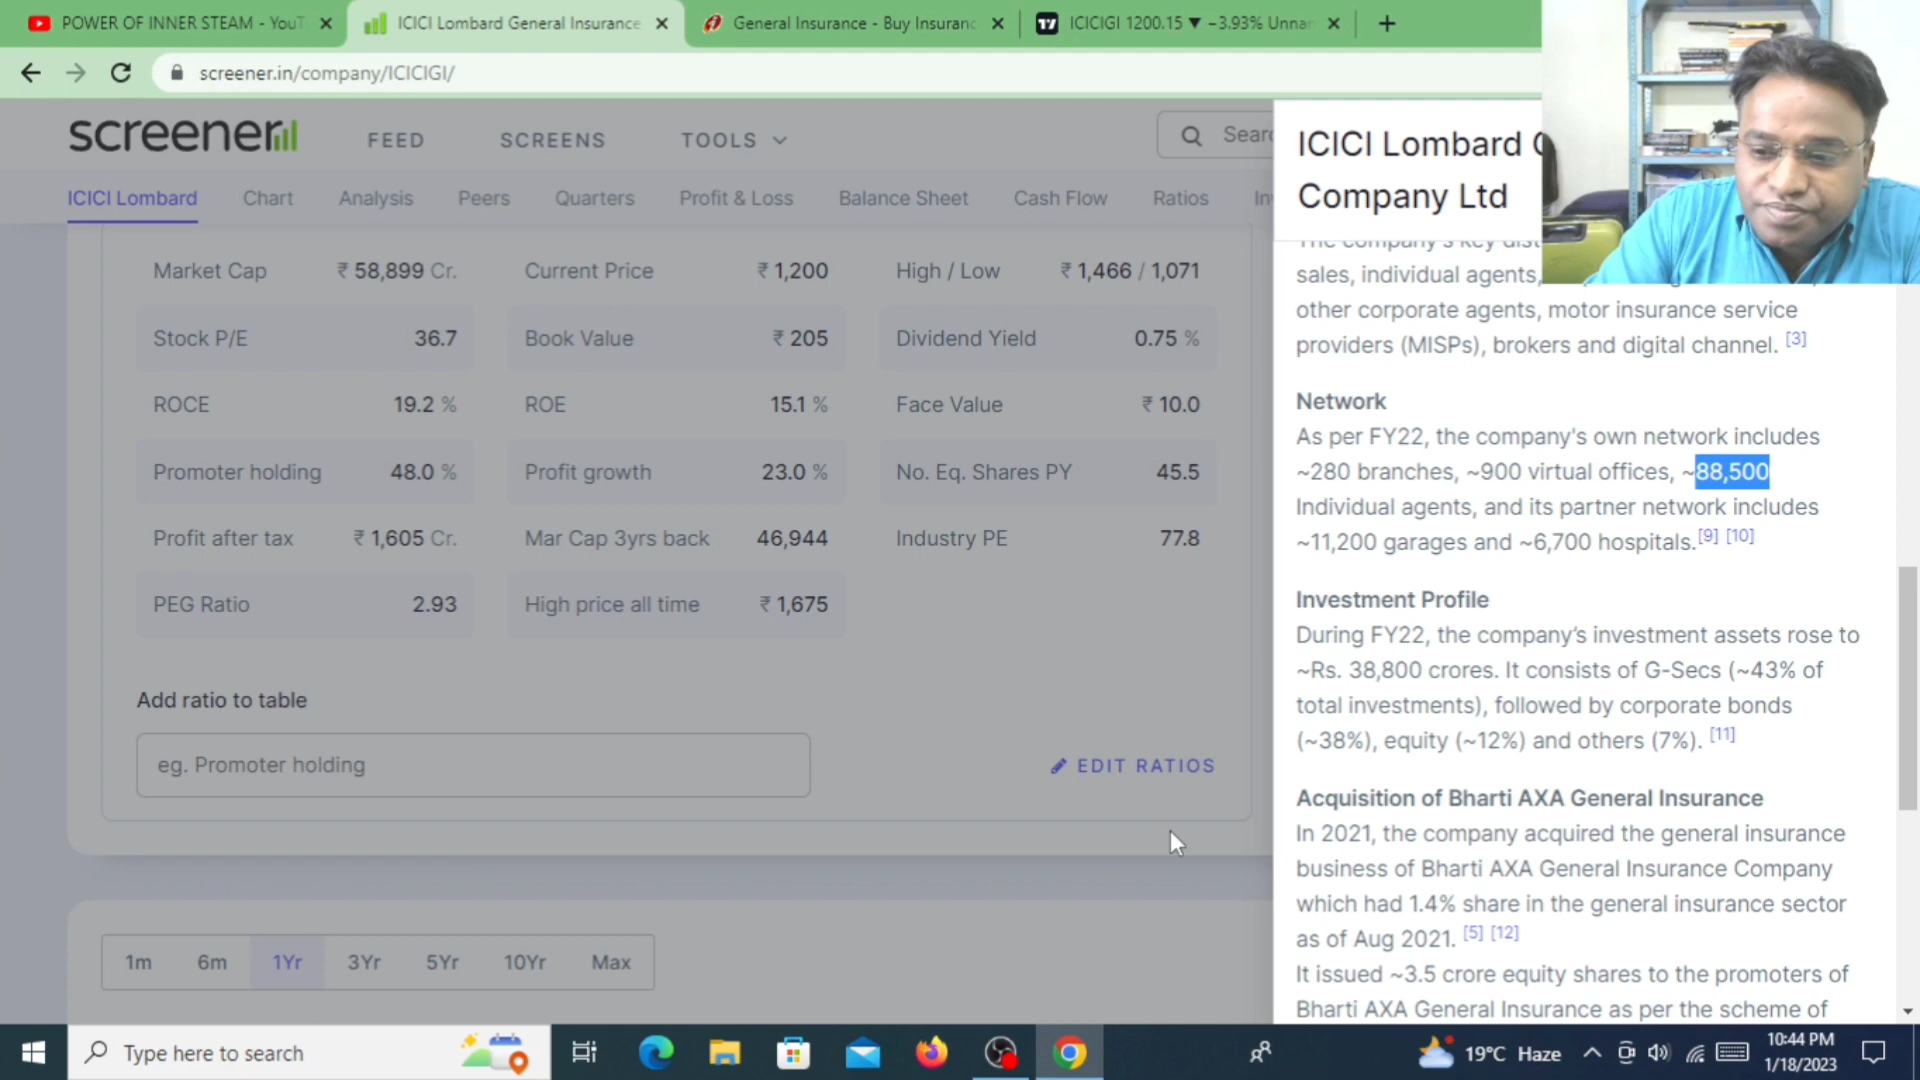 POWER OF INNER STEAM - YouT
ICICI Lombard General Insurance
General Insurance - Buy Insuranc
ICICIGI 1200.15 ▼ −3.93% Unnar
screener.in/company/ICICIGI/
screener
FEED
SCREENS
TOOLS
Searc
ICICI Lombard
Chart
Analysis
Peers
Quarters
Profit & Loss
Balance Sheet
Cash Flow
Ratios
Market Cap ₹ 58,899 Cr.
Current Price ₹ 1,200
High / Low ₹ 1,466 / 1,071
Stock P/E 36.7
Book Value ₹ 205
Dividend Yield 0.75 %
ROCE 19.2 %
ROE 15.1 %
Face Value ₹ 10.0
Promoter holding 48.0 %
Profit growth 23.0 %
No. Eq. Shares PY 45.5
Profit after tax ₹ 1,605 Cr.
Mar Cap 3yrs back 46,944
Industry PE 77.8
PEG Ratio 2.93
High price all time ₹ 1,675
Add ratio to table
eg. Promoter holding
EDIT RATIOS
1m 6m 1Yr 3Yr 5Yr 10Yr Max
ICICI Lombard
Company Ltd
The company's key dist
sales, individual agents,
other corporate agents, motor insurance service
providers (MISPs), brokers and digital channel. [3]
Network
As per FY22, the company's own network includes
~280 branches, ~900 virtual offices, ~88,500
Individual agents, and its partner network includes
~11,200 garages and ~6,700 hospitals.[9] [10]
Investment Profile
During FY22, the company's investment assets rose to
~Rs. 38,800 crores. It consists of G-Secs (~43% of
total investments), followed by corporate bonds
(~38%), equity (~12%) and others (7%). [11]
Acquisition of Bharti AXA General Insurance
In 2021, the company acquired the general insurance
business of Bharti AXA General Insurance Company
which had 1.4% share in the general insurance sector
as of Aug 2021. [5] [12]
It issued ~3.5 crore equity shares to the promoters of
Bharti AXA General Insurance as per the scheme of
Type here to search
19°C Haze
10:44 PM
1/18/2023